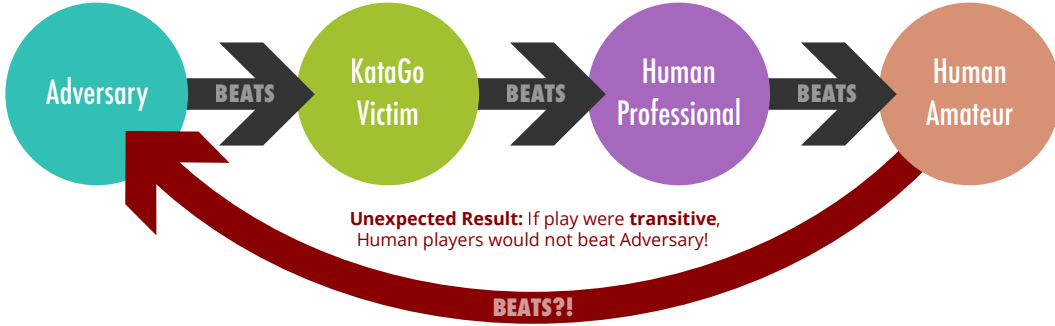 Adversary
BEATS
KataGo
Victim
BEATS
Human
Professional
BEATS
Human
Amateur
Unexpected Result: If play were transitive,
Human players would not beat Adversary!
BEATS?!